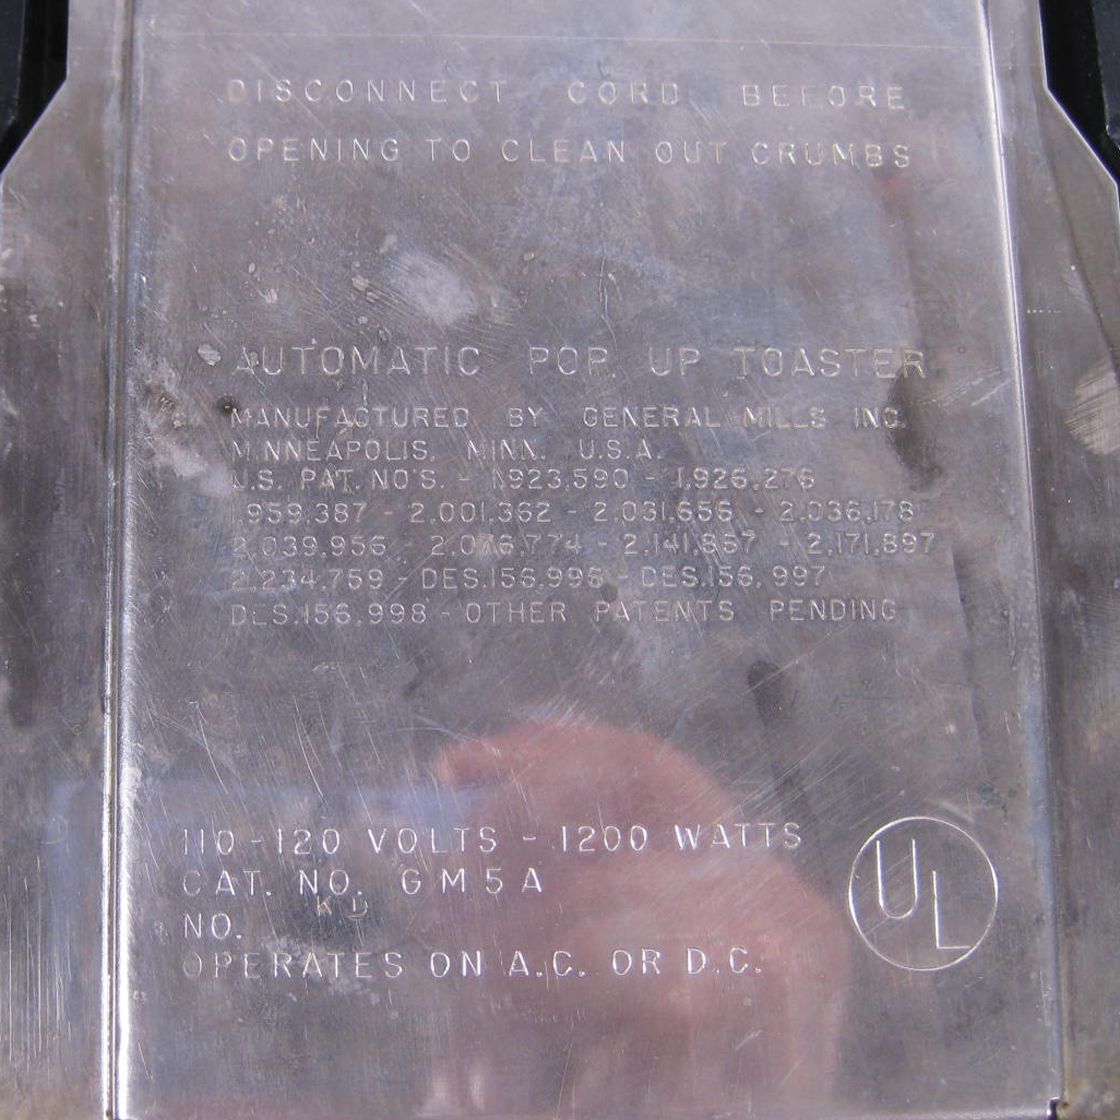 DISCONNECT CORD BEFORE
OPENING TO CLEAN OUT CRUMBS
AUTOMATIC POP UP TOASTER
MANUFACTURED BY GENERAL MILLS INC.
MINNEAPOLIS, MINN. U.S.A.
U.S. PAT. NO'S. - 1,923,590 - 1,926,276
1,959,387 - 2,001,362 - 2,031,656 - 2,036,178
2,039,956 - 2,076,774 - 2,141,857 - 2,171,897
2,234,759 - DES.156,996 - DES.156,997
DES.156,998 - OTHER PATENTS PENDING
110-120 VOLTS - 1200 WATTS
CAT. NO. GM5A
NO.
OPERATES ON A.C. OR D.C.
UL